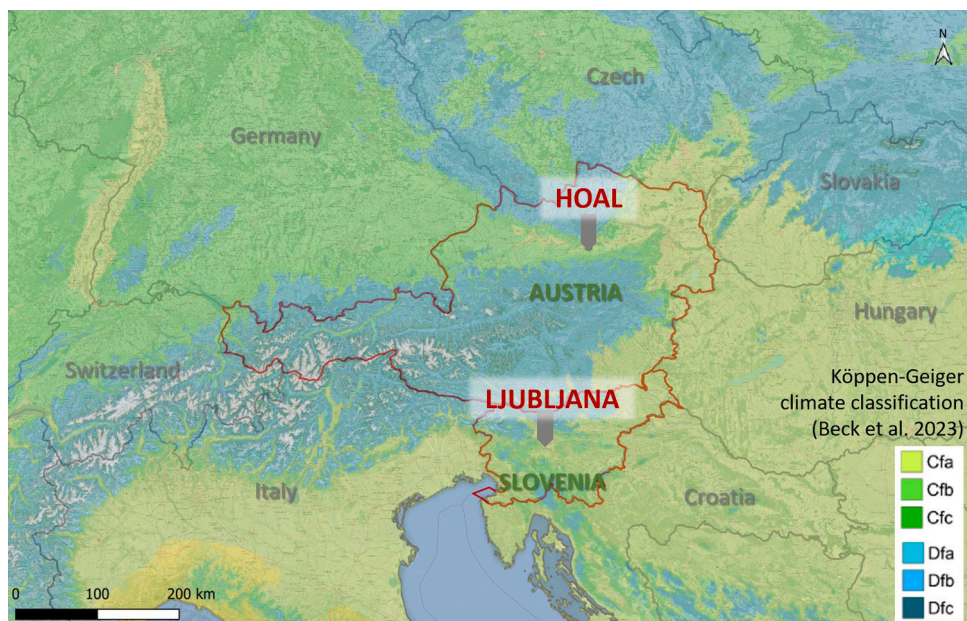 N
Czech
Germany
Slovakia
HOAL
AUSTRIA
Hungary
Switzerland
LJUBLJANA
Köppen-Geiger
climate classification
(Beck et al. 2023)
SLOVENIA
Italy
Croatia
Cfa
Cfb
Cfc
Dfa
Dfb
Dfc
0 100 200 km